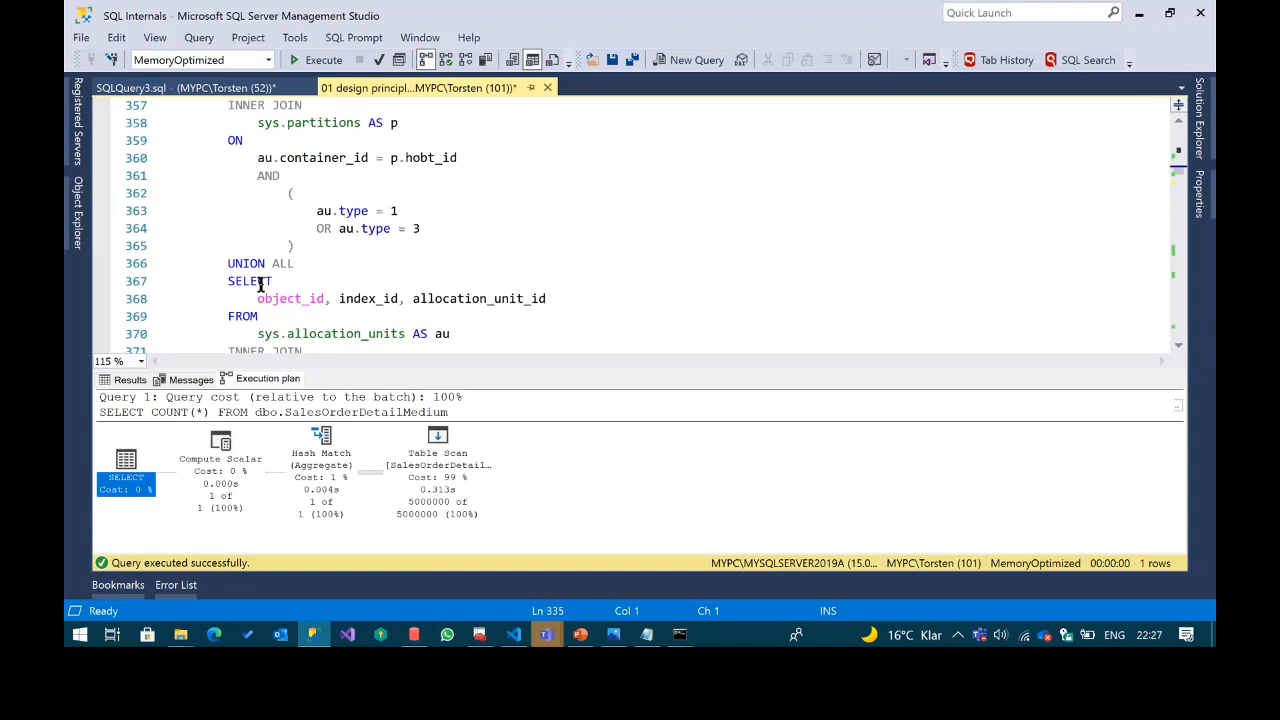 SQL Internals - Microsoft SQL Server Management Studio
Quick Launch
File Edit View Query Project Tools SQL Prompt Window Help
MemoryOptimized Execute New Query Tab History SQL Search
SQLQuery3.sql - (MYPC\Torsten (52))* 01 design principl...MYPC\Torsten (101))*
Registered Servers
Object Explorer
Solution Explorer
Properties
357 INNER JOIN
358 sys.partitions AS p
359 ON
360 au.container_id = p.hobt_id
361 AND
362 (
363 au.type = 1
364 OR au.type = 3
365 )
366 UNION ALL
367 SELECT
368 object_id, index_id, allocation_unit_id
369 FROM
370 sys.allocation_units AS au
371 INNER JOIN
115 %
Results Messages Execution plan
Query 1: Query cost (relative to the batch): 100%
SELECT COUNT(*) FROM dbo.SalesOrderDetailMedium
SELECT
Cost: 0 %
Compute Scalar
Cost: 0 %
0.000s
1 of
1 (100%)
Hash Match
(Aggregate)
Cost: 1 %
0.004s
1 of
1 (100%)
Table Scan
[SalesOrderDetail...
Cost: 99 %
0.313s
5000000 of
5000000 (100%)
Query executed successfully. MYPC\MYSQLSERVER2019A (15.0... MYPC\Torsten (101) MemoryOptimized 00:00:00 1 rows
Bookmarks Error List
Ready Ln 335 Col 1 Ch 1 INS
16°C Klar ENG 22:27